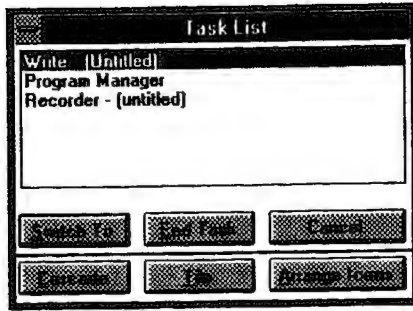 Task List
Write - (Untitled)
Program Manager
Recorder - (untitled)
Switch To End Task Cancel
Cascade Tile Arrange Icons